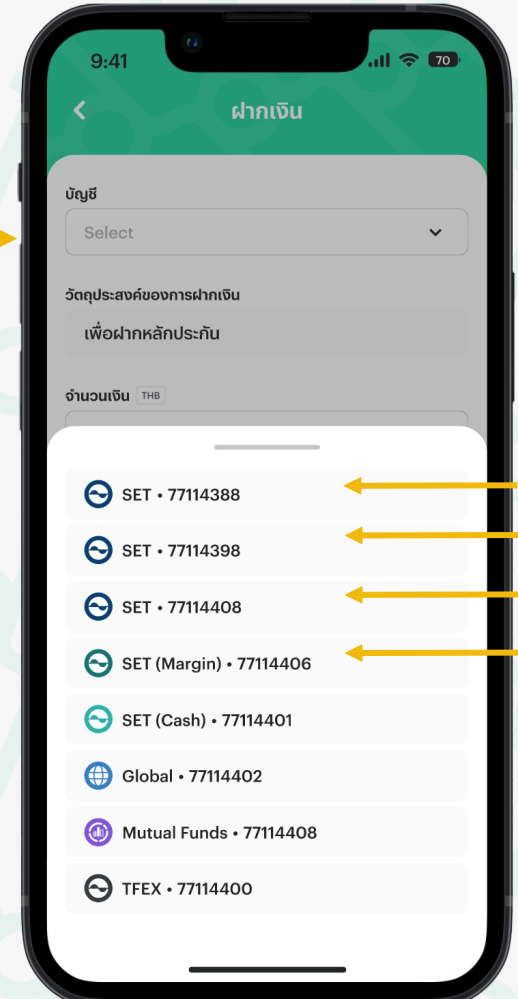 9:41
70
ฝากเงิน
บัญชี
Select
วัตถุประสงค์ของการฝากเงิน
เพื่อฝากหลักประกัน
จำนวนเงิน THB
SET • 77114388
SET • 77114398
SET • 77114408
SET (Margin) • 77114406
SET (Cash) • 77114401
Global • 77114402
Mutual Funds • 77114408
TFEX • 77114400